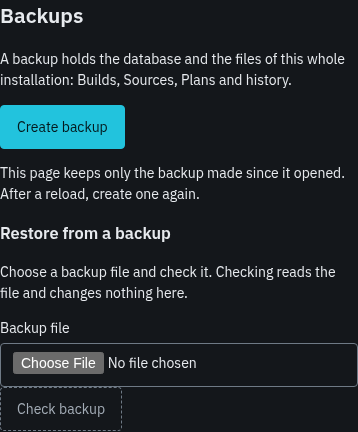 Backups
A backup holds the database and the files of this whole
installation: Builds, Sources, Plans and history.
Create backup
This page keeps only the backup made since it opened.
After a reload, create one again.
Restore from a backup
Choose a backup file and check it. Checking reads the
file and changes nothing here.
Backup file
Choose File No file chosen
Check backup